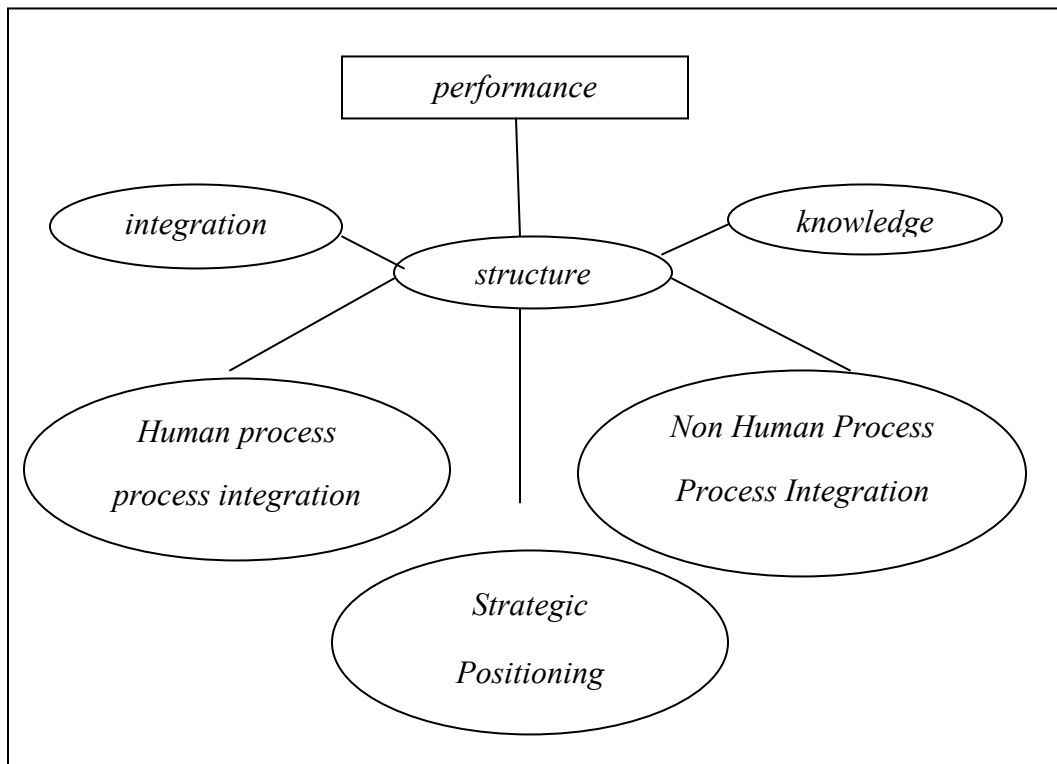 performance
integration
knowledge
structure
Human process
process integration
Non Human Process
Process Integration
Strategic
Positioning